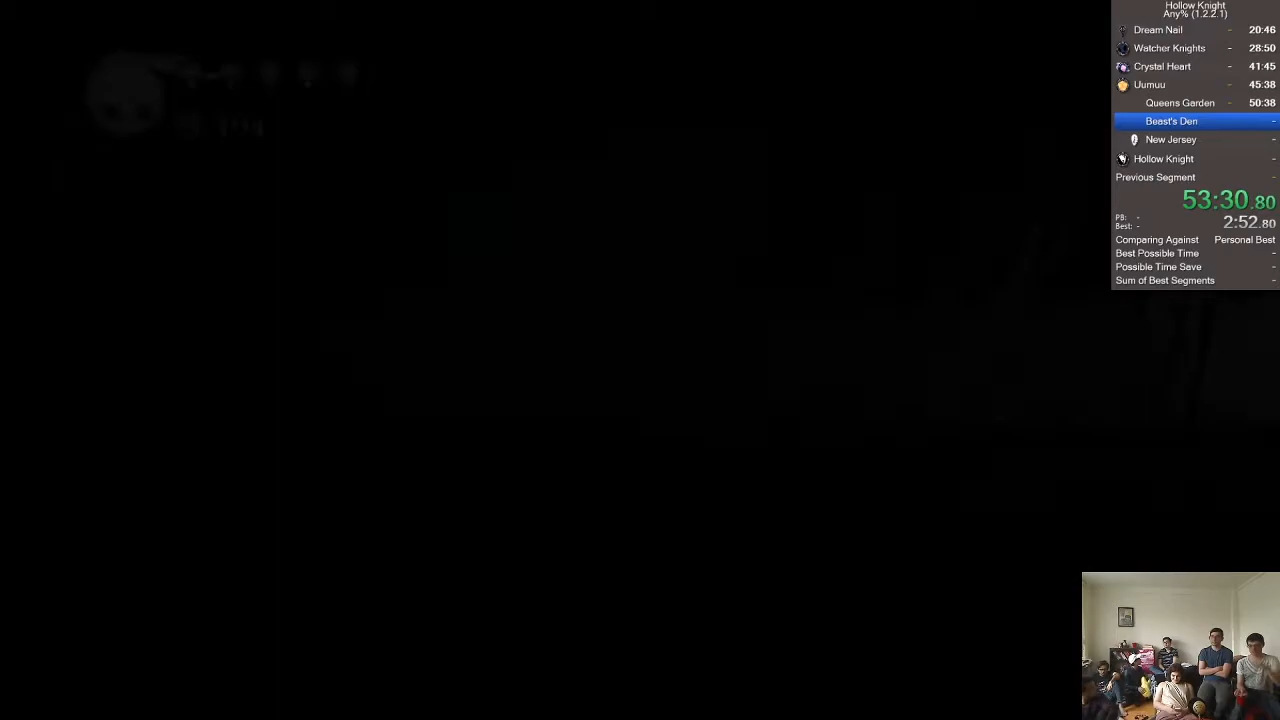 Hollow Knight
Any% (1.2.2.1)
Dream Nail - 20:46
Watcher Knights - 28:50
Crystal Heart - 41:45
Uumuu - 45:38
Queens Garden - 50:38
Beast's Den -
New Jersey -
Hollow Knight -
Previous Segment -
53:30.80
PB: - 2:52.80
Best: -
Comparing Against Personal Best
Best Possible Time -
Possible Time Save -
Sum of Best Segments -